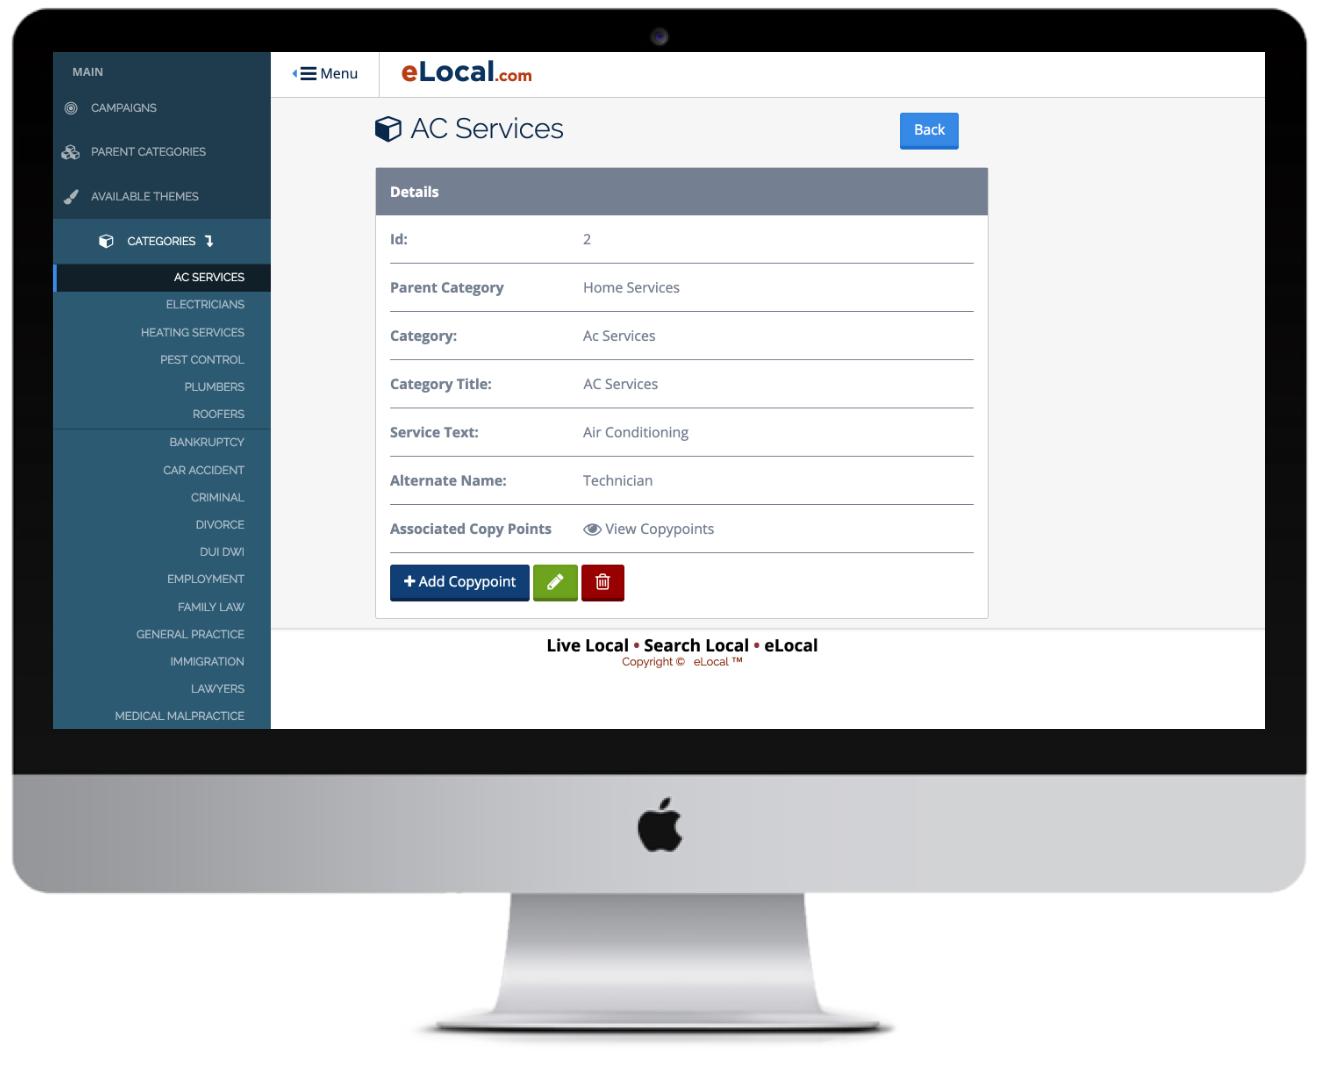 MAIN
CAMPAIGNS
PARENT CATEGORIES
AVAILABLE THEMES
CATEGORIES
AC SERVICES
ELECTRICIANS
HEATING SERVICES
PEST CONTROL
PLUMBERS
ROOFERS
BANKRUPTCY
CAR ACCIDENT
CRIMINAL
DIVORCE
DUI DWI
EMPLOYMENT
FAMILY LAW
GENERAL PRACTICE
IMMIGRATION
LAWYERS
MEDICAL MALPRACTICE
Menu
eLocal.com
AC Services
Back
Details
Id: 2
Parent Category Home Services
Category: Ac Services
Category Title: AC Services
Service Text: Air Conditioning
Alternate Name: Technician
Associated Copy Points View Copypoints
+ Add Copypoint
Live Local • Search Local • eLocal
Copyright © eLocal ™